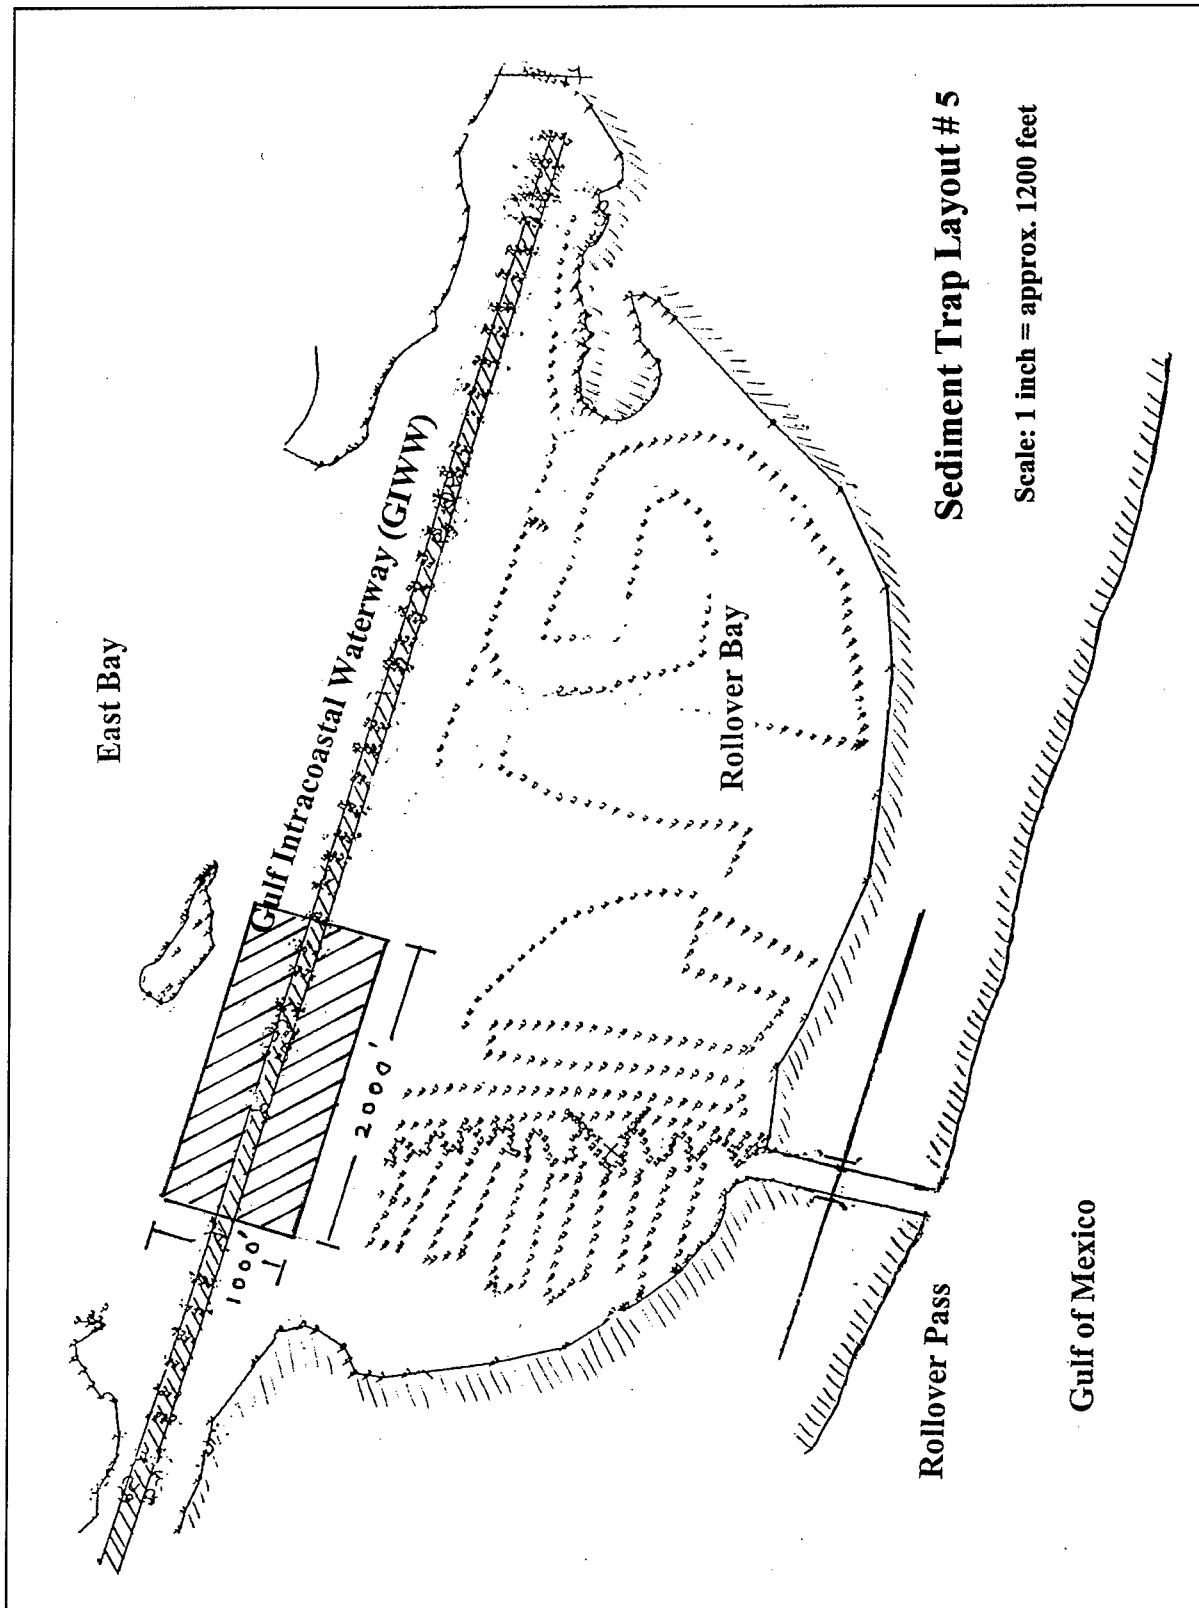 East Bay
Gulf Intracoastal Waterway (GIWW)
1000'
2000'
Rollover Bay
Rollover Pass
Gulf of Mexico
Sediment Trap Layout # 5
Scale: 1 inch = approx. 1200 feet